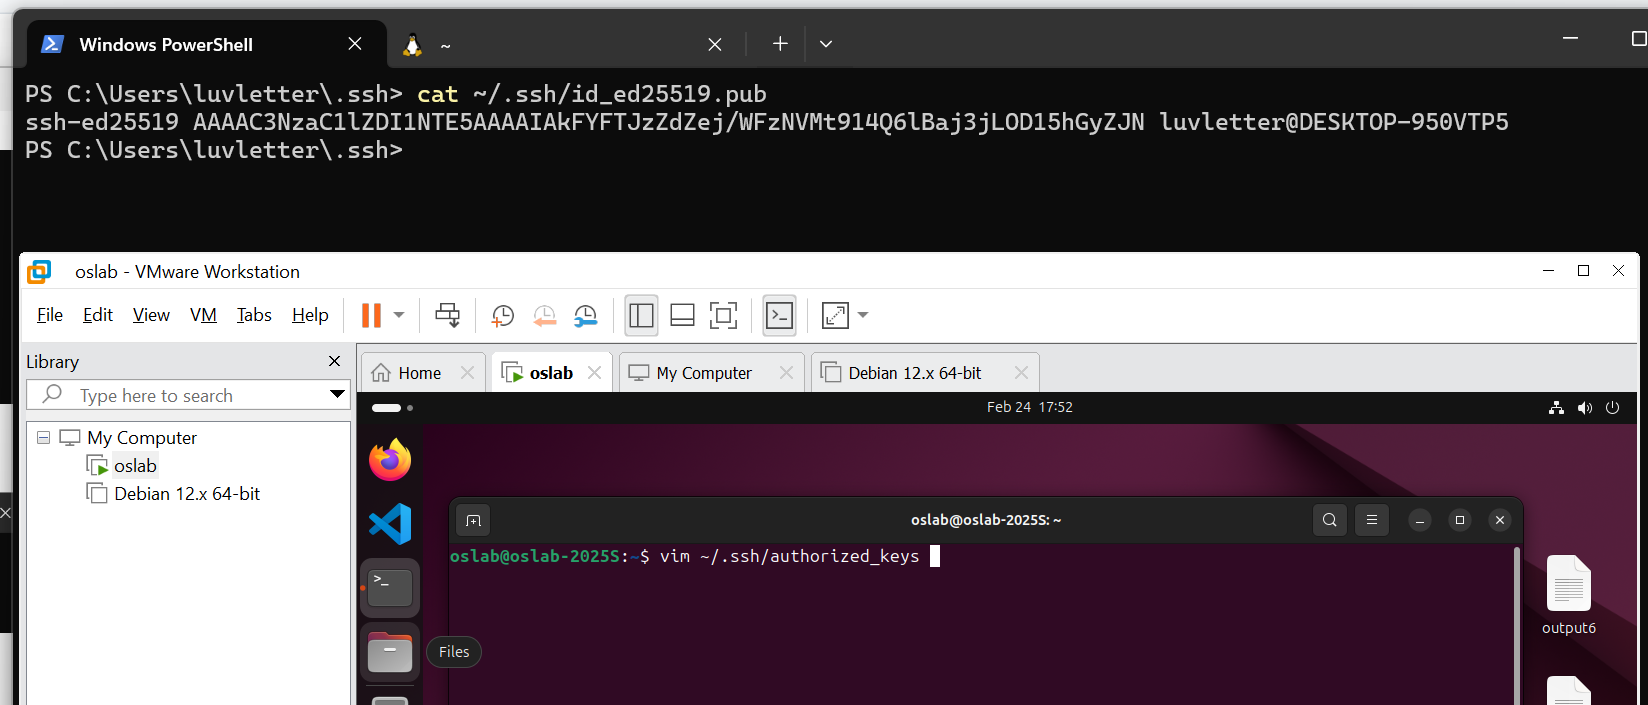 Windows PowerShell
~
PS C:\Users\luvletter\.ssh> cat ~/.ssh/id_ed25519.pub
ssh-ed25519 AAAAC3NzaC1lZDI1NTE5AAAAIAkFYFTJzZdZej/WFzNVMt914Q6lBaj3jLOD15hGyZJN luvletter@DESKTOP-950VTP5
PS C:\Users\luvletter\.ssh>
oslab - VMware Workstation
File Edit View VM Tabs Help
Library
Type here to search
My Computer
oslab
Debian 12.x 64-bit
Home oslab My Computer Debian 12.x 64-bit
Feb 24 17:52
oslab@oslab-2025S: ~
oslab@oslab-2025S:~$ vim ~/.ssh/authorized_keys
Files
output6